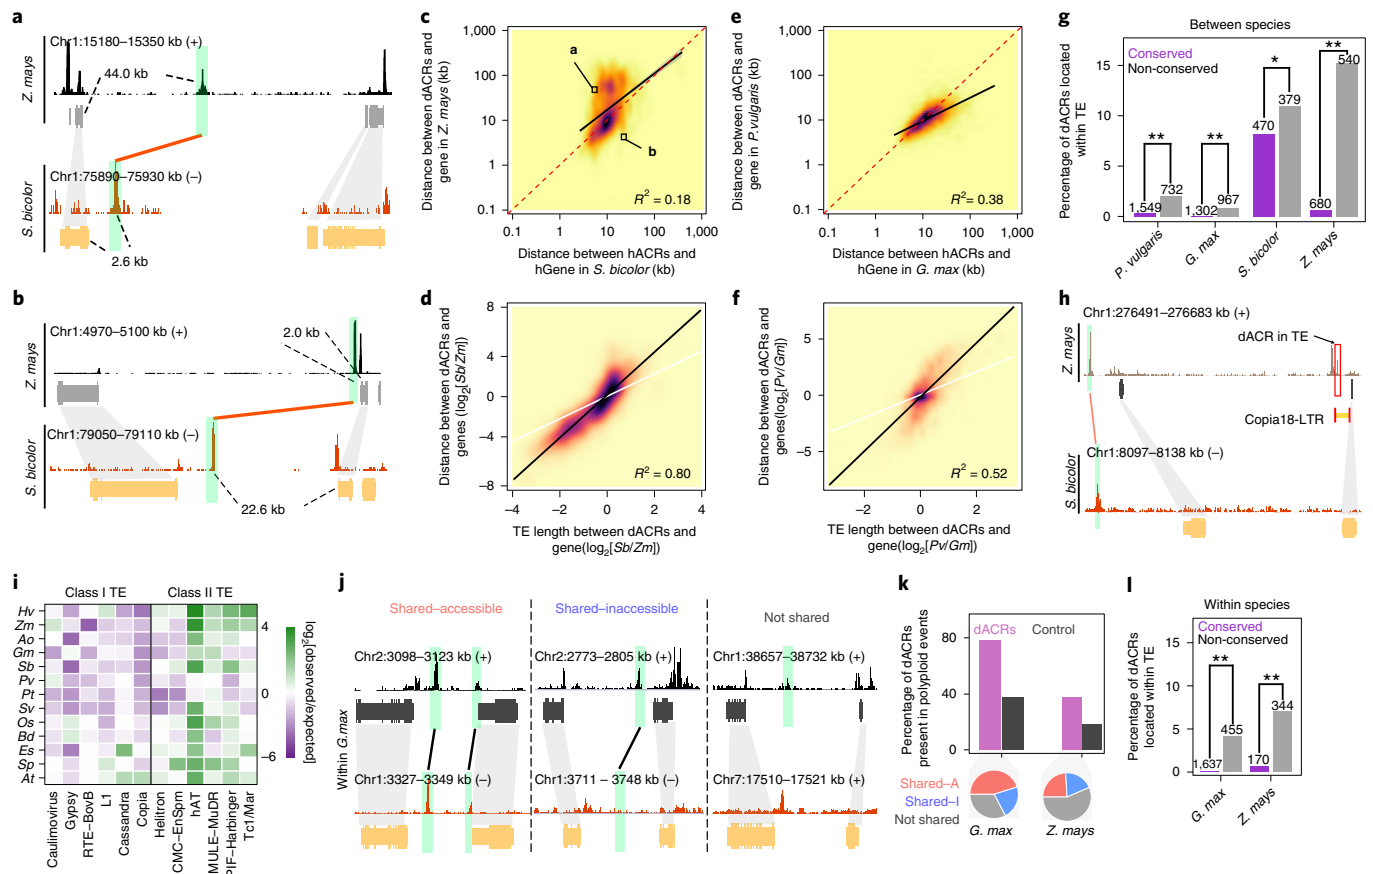 a
Chr1:15180–15350 kb (+)
44.0 kb
Z. mays
Chr1:75890–75930 kb (–)
S. bicolor
2.6 kb
b
Chr1:4970–5100 kb (+)
2.0 kb
Z. mays
Chr1:79050–79110 kb (–)
S. bicolor
22.6 kb
c
Distance between dACRs and
gene in Z. mays (kb)
1,000
100
10
1
0.1
a
b
R² = 0.18
0.1 1 10 100 1,000
Distance between hACRs and
hGene in S. bicolor (kb)
d
Distance between dACRs and
genes (log2[Sb/Zm])
8
4
0
−4
−8
R² = 0.80
−4 −2 0 2 4
TE length between dACRs and
gene(log2[Sb/Zm])
e
Distance between dACRs and
gene in P.vulgaris (kb)
1,000
100
10
1
0.1
R² = 0.38
0.1 1 10 100 1,000
Distance between hACRs and
hGene in G. max (kb)
f
Distance between dACRs and
genes(log2[Pv/Gm])
5
0
−5
R² = 0.52
−2 0 2
TE length between dACRs and
gene(log2[Pv/Gm])
g
Between species
Percentage of dACRs located
within TE
Conserved
Non-conserved
15
10
5
0
**
**
*
**
1,549
732
1,302
967
470
379
680
540
P. vulgaris
G. max
S. bicolor
Z. mays
h
Chr1:276491–276683 kb (+)
dACR in TE
Z. mays
Copia18-LTR
Chr1:8097–8138 kb (–)
S. bicolor
i
Class I TE
Class II TE
Hv
Zm
Ao
Gm
Sb
Pv
Pt
Sv
Os
Bd
Es
Sp
At
Caulimovirus
Gypsy
RTE–BovB
L1
Cassandra
Copia
Helitron
CMC–EnSpm
hAT
MULE–MuDR
PIF–Harbinger
Tc1/Mar
4
0
−6
log2[observed/expected]
j
Shared–accessible
Shared–inaccessible
Not shared
Within G.max
Chr2:3098–3123 kb (+)
Chr2:2773–2805 kb (+)
Chr1:38657–38732 kb (+)
Chr1:3327–3349 kb (–)
Chr1:3711 – 3748 kb (–)
Chr7:17510–17521 kb (+)
k
Percentage of dACRs
present in polyploid events
dACRs
Control
80
40
0
Shared–A
Shared–I
Not shared
G. max
Z. mays
l
Within species
Percentage of dACRs
located within TE
Conserved
Non-conserved
15
10
5
0
**
**
1,637
455
170
344
G. max
Z. mays